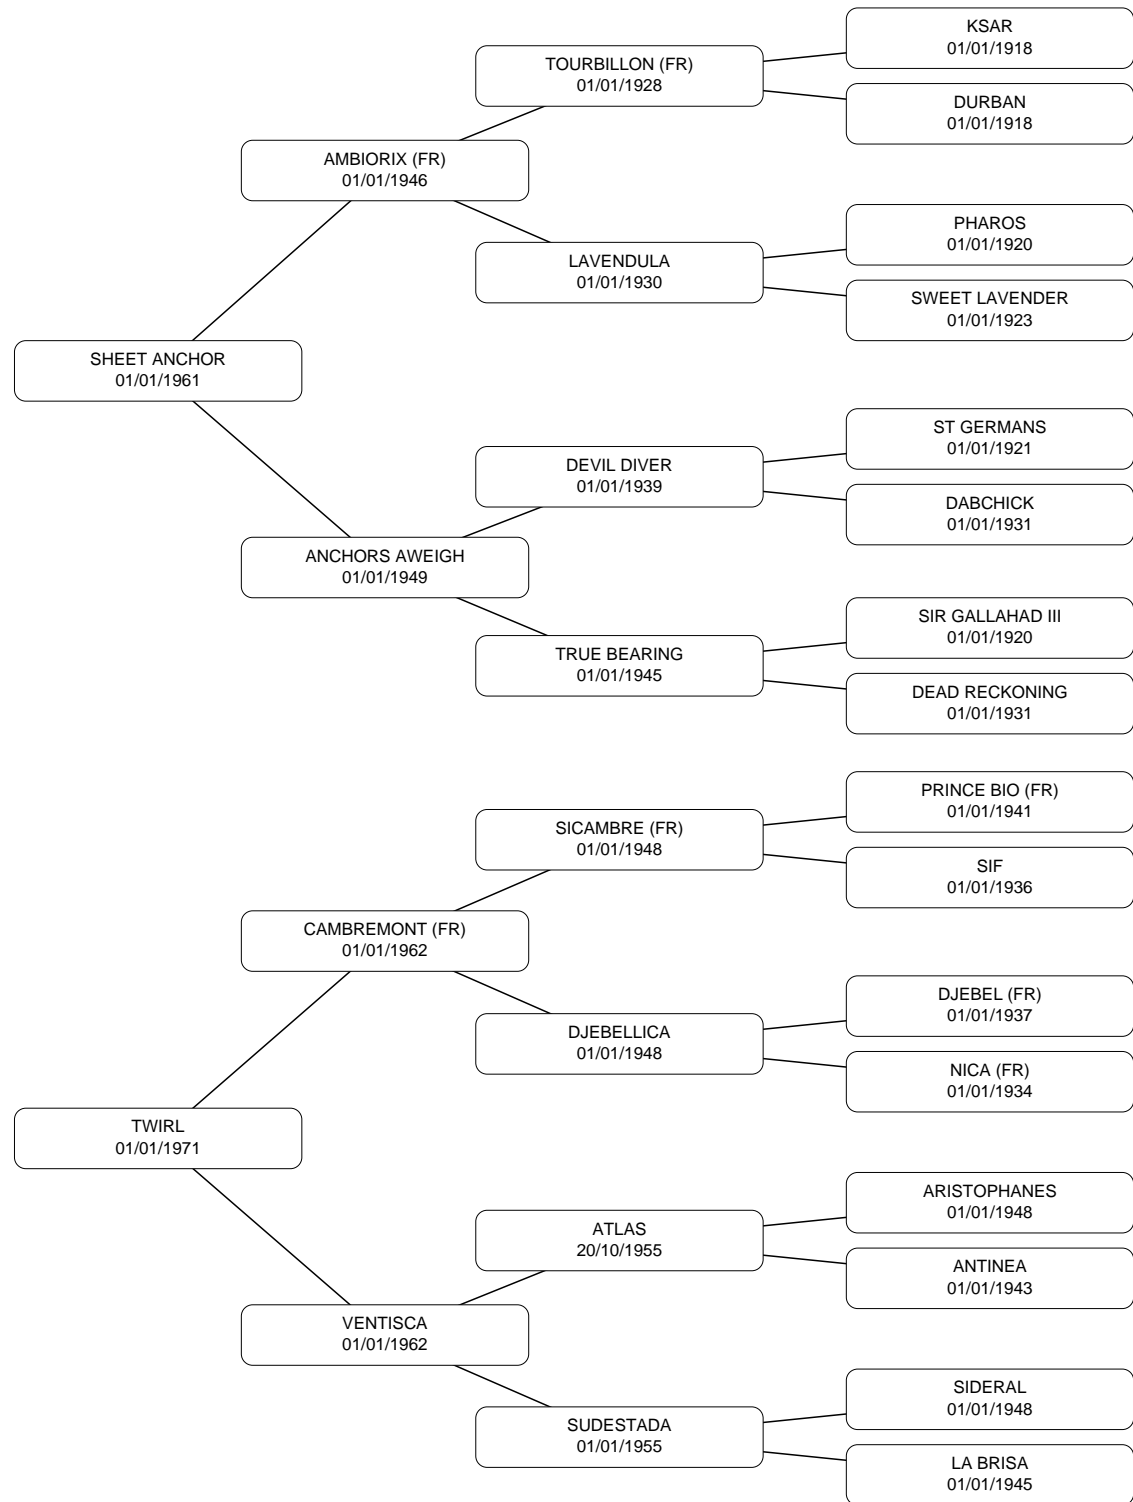 KSAR
01/01/1918
TOURBILLON (FR)
01/01/1928
DURBAN
01/01/1918
AMBIORIX (FR)
01/01/1946
PHAROS
01/01/1920
LAVENDULA
01/01/1930
SWEET LAVENDER
01/01/1923
SHEET ANCHOR
01/01/1961
ST GERMANS
01/01/1921
DEVIL DIVER
01/01/1939
DABCHICK
01/01/1931
ANCHORS AWEIGH
01/01/1949
SIR GALLAHAD III
01/01/1920
TRUE BEARING
01/01/1945
DEAD RECKONING
01/01/1931
PRINCE BIO (FR)
01/01/1941
SICAMBRE (FR)
01/01/1948
SIF
01/01/1936
CAMBREMONT (FR)
01/01/1962
DJEBEL (FR)
01/01/1937
DJEBELLICA
01/01/1948
NICA (FR)
01/01/1934
TWIRL
01/01/1971
ARISTOPHANES
01/01/1948
ATLAS
20/10/1955
ANTINEA
01/01/1943
VENTISCA
01/01/1962
SIDERAL
01/01/1948
SUDESTADA
01/01/1955
LA BRISA
01/01/1945